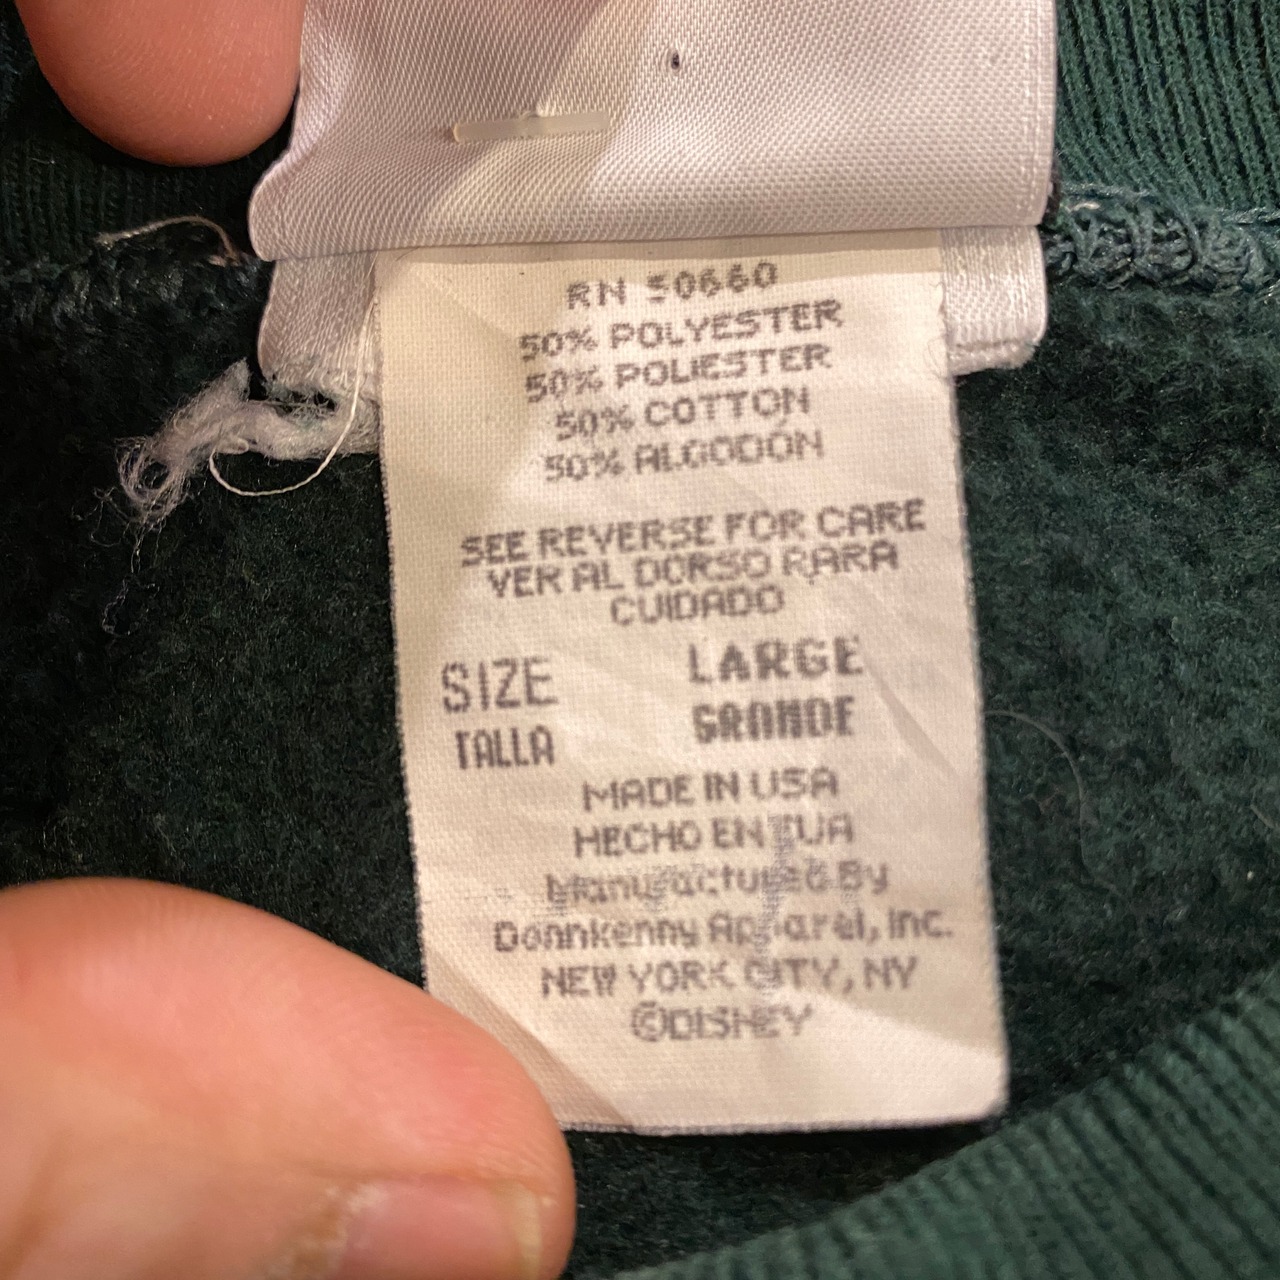 RN 50660
50% POLYESTER
50% POLIESTER
50% COTTON
50% ALGODÓN
SEE REVERSE FOR CARE
VER AL DORSO PARA
CUIDADO
SIZE LARGE
TALLA GRANDE
MADE IN USA
HECHO EN EUA
Manufactured By
Donnkenny Apparel, Inc.
NEW YORK CITY, NY
©DISNEY